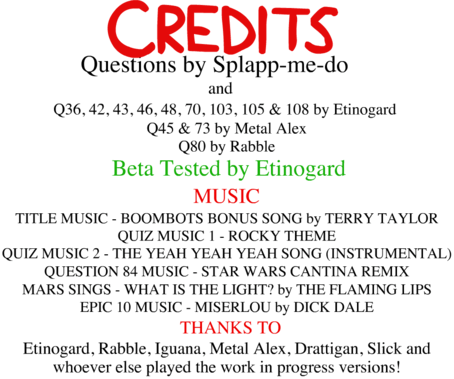 CREDITS
Questions by Splapp-me-do
and
Q36, 42, 43, 46, 48, 70, 103, 105 & 108 by Etinogard
Q45 & 73 by Metal Alex
Q80 by Rabble
Beta Tested by Etinogard
MUSIC
TITLE MUSIC - BOOMBOTS BONUS SONG by TERRY TAYLOR
QUIZ MUSIC 1 - ROCKY THEME
QUIZ MUSIC 2 - THE YEAH YEAH YEAH SONG (INSTRUMENTAL)
QUESTION 84 MUSIC - STAR WARS CANTINA REMIX
MARS SINGS - WHAT IS THE LIGHT? by THE FLAMING LIPS
EPIC 10 MUSIC - MISERLOU by DICK DALE
THANKS TO
Etinogard, Rabble, Iguana, Metal Alex, Drattigan, Slick and
whoever else played the work in progress versions!